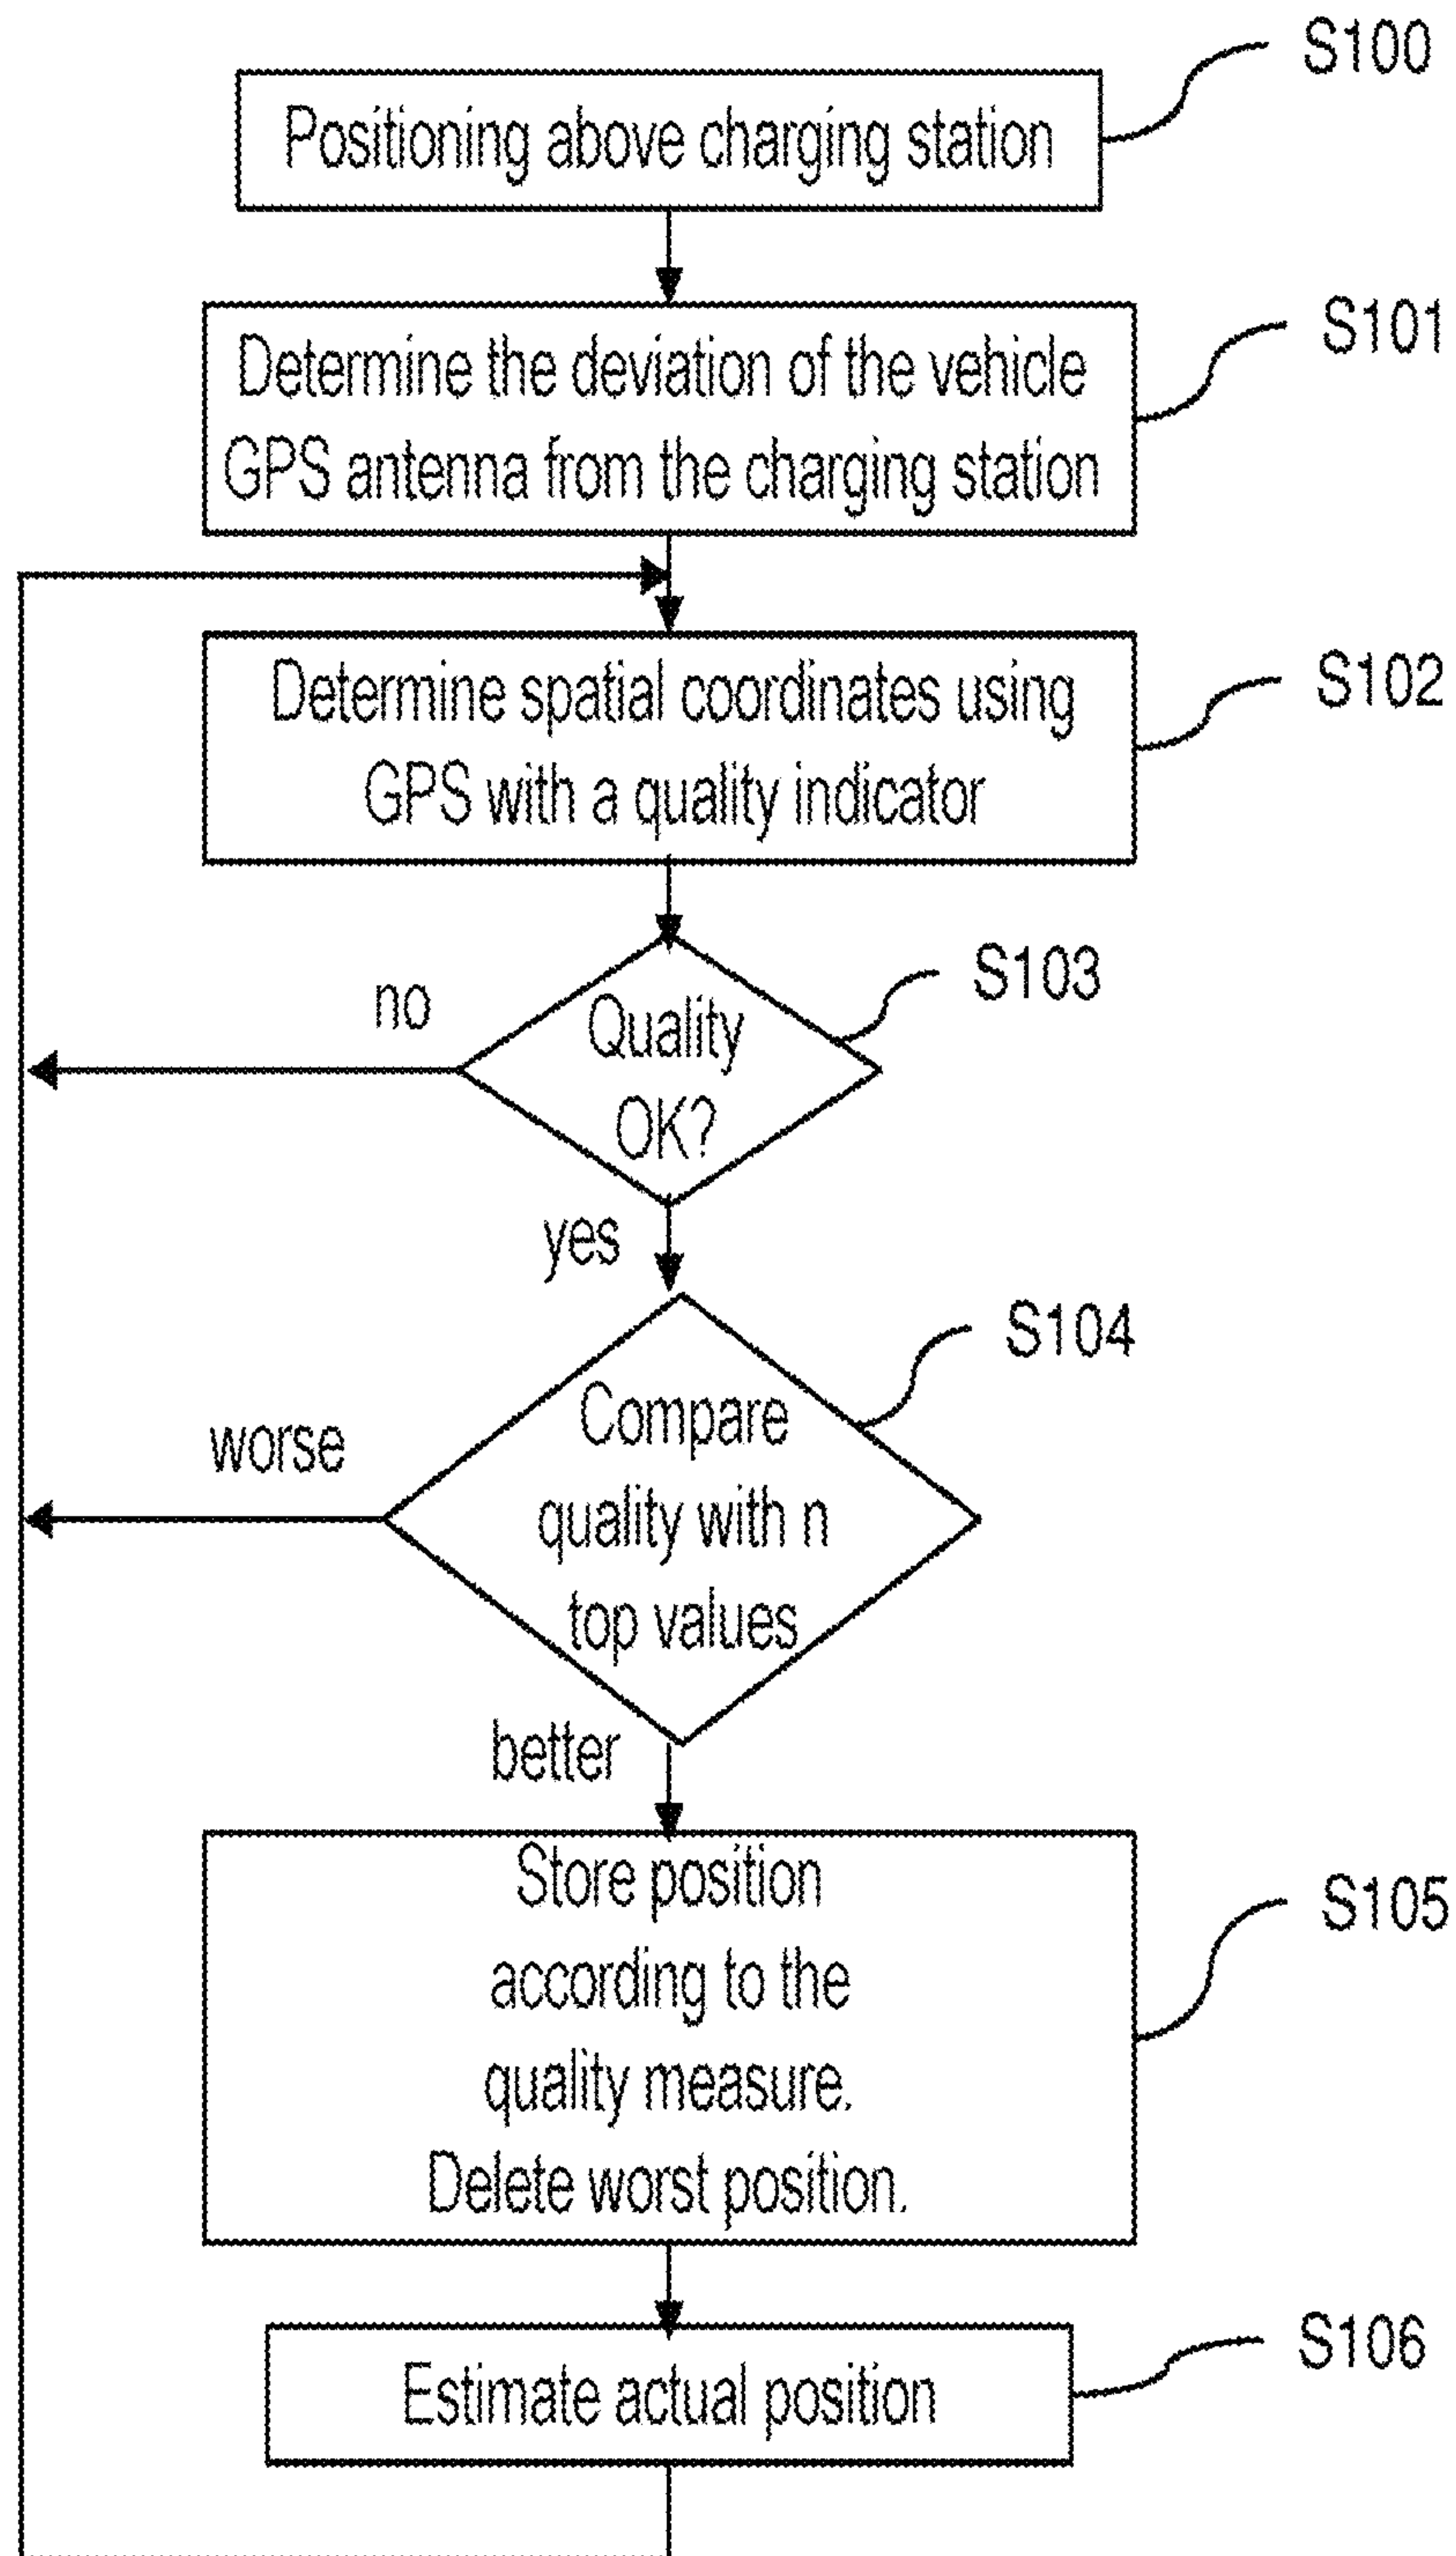 S100
Positioning above charging station
S101
Determine the deviation of the vehicle
GPS antenna from the charging station
S102
Determine spatial coordinates using
GPS with a quality indicator
S103
no
Quality
OK?
yes
S104
Compare
quality with n
top values
worse
better
S105
Store position
according to the
quality measure.
Delete worst position.
S106
Estimate actual position